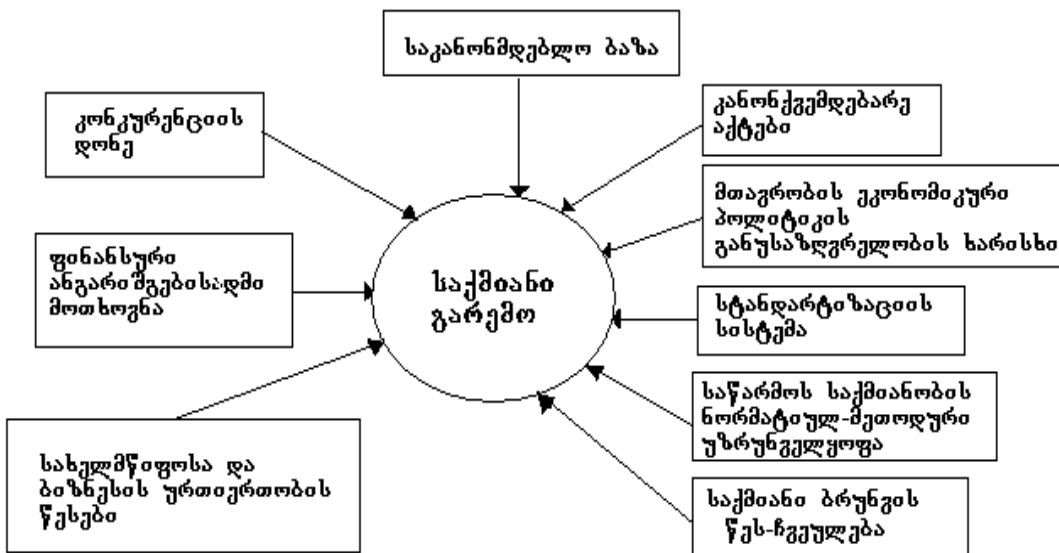 საკანონმდებლო ბაზა
კონკურენციის
დონე
კანონქვემდებარე
აქტები
მთავრობის ეკონომიკური
პოლიტიკის
განუსაზღვრელობის ხარისხი
ფინანსური
ანგარიშგებისადმი
მოთხოვნა
საქმიანი
გარემო
სტანდარტიზაციის
სისტემა
საწარმოს საქმიანობის
ნორმატიულ-მეთოდური
უზრუნველყოფა
სახელმწიფოსა და
ბიზნესის ურთიერთობის
წესები
საქმიანი ბრუნვის
წეს-ჩვეულება